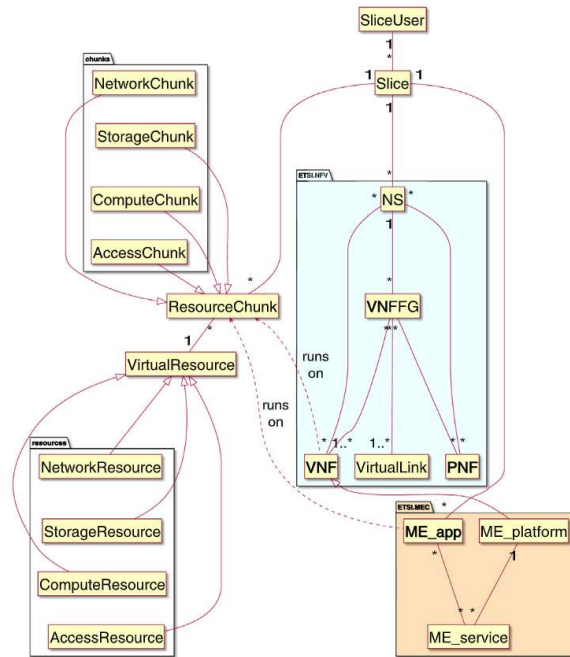 SliceUser
1
*
chunks
NetworkChunk
1 Slice 1
1
StorageChunk
ETSI.NFV
*
ComputeChunk
* NS *
1
AccessChunk
*
*
ResourceChunk
VNFFG
*
***
1
runs
on
VirtualResource
runs
on
resources
* 1..* 1..* * *
NetworkResource
VNF VirtualLink PNF
ETSI.MEC
*
StorageResource
ME_app ME_platform
*
1
ComputeResource
* *
AccessResource
ME_service